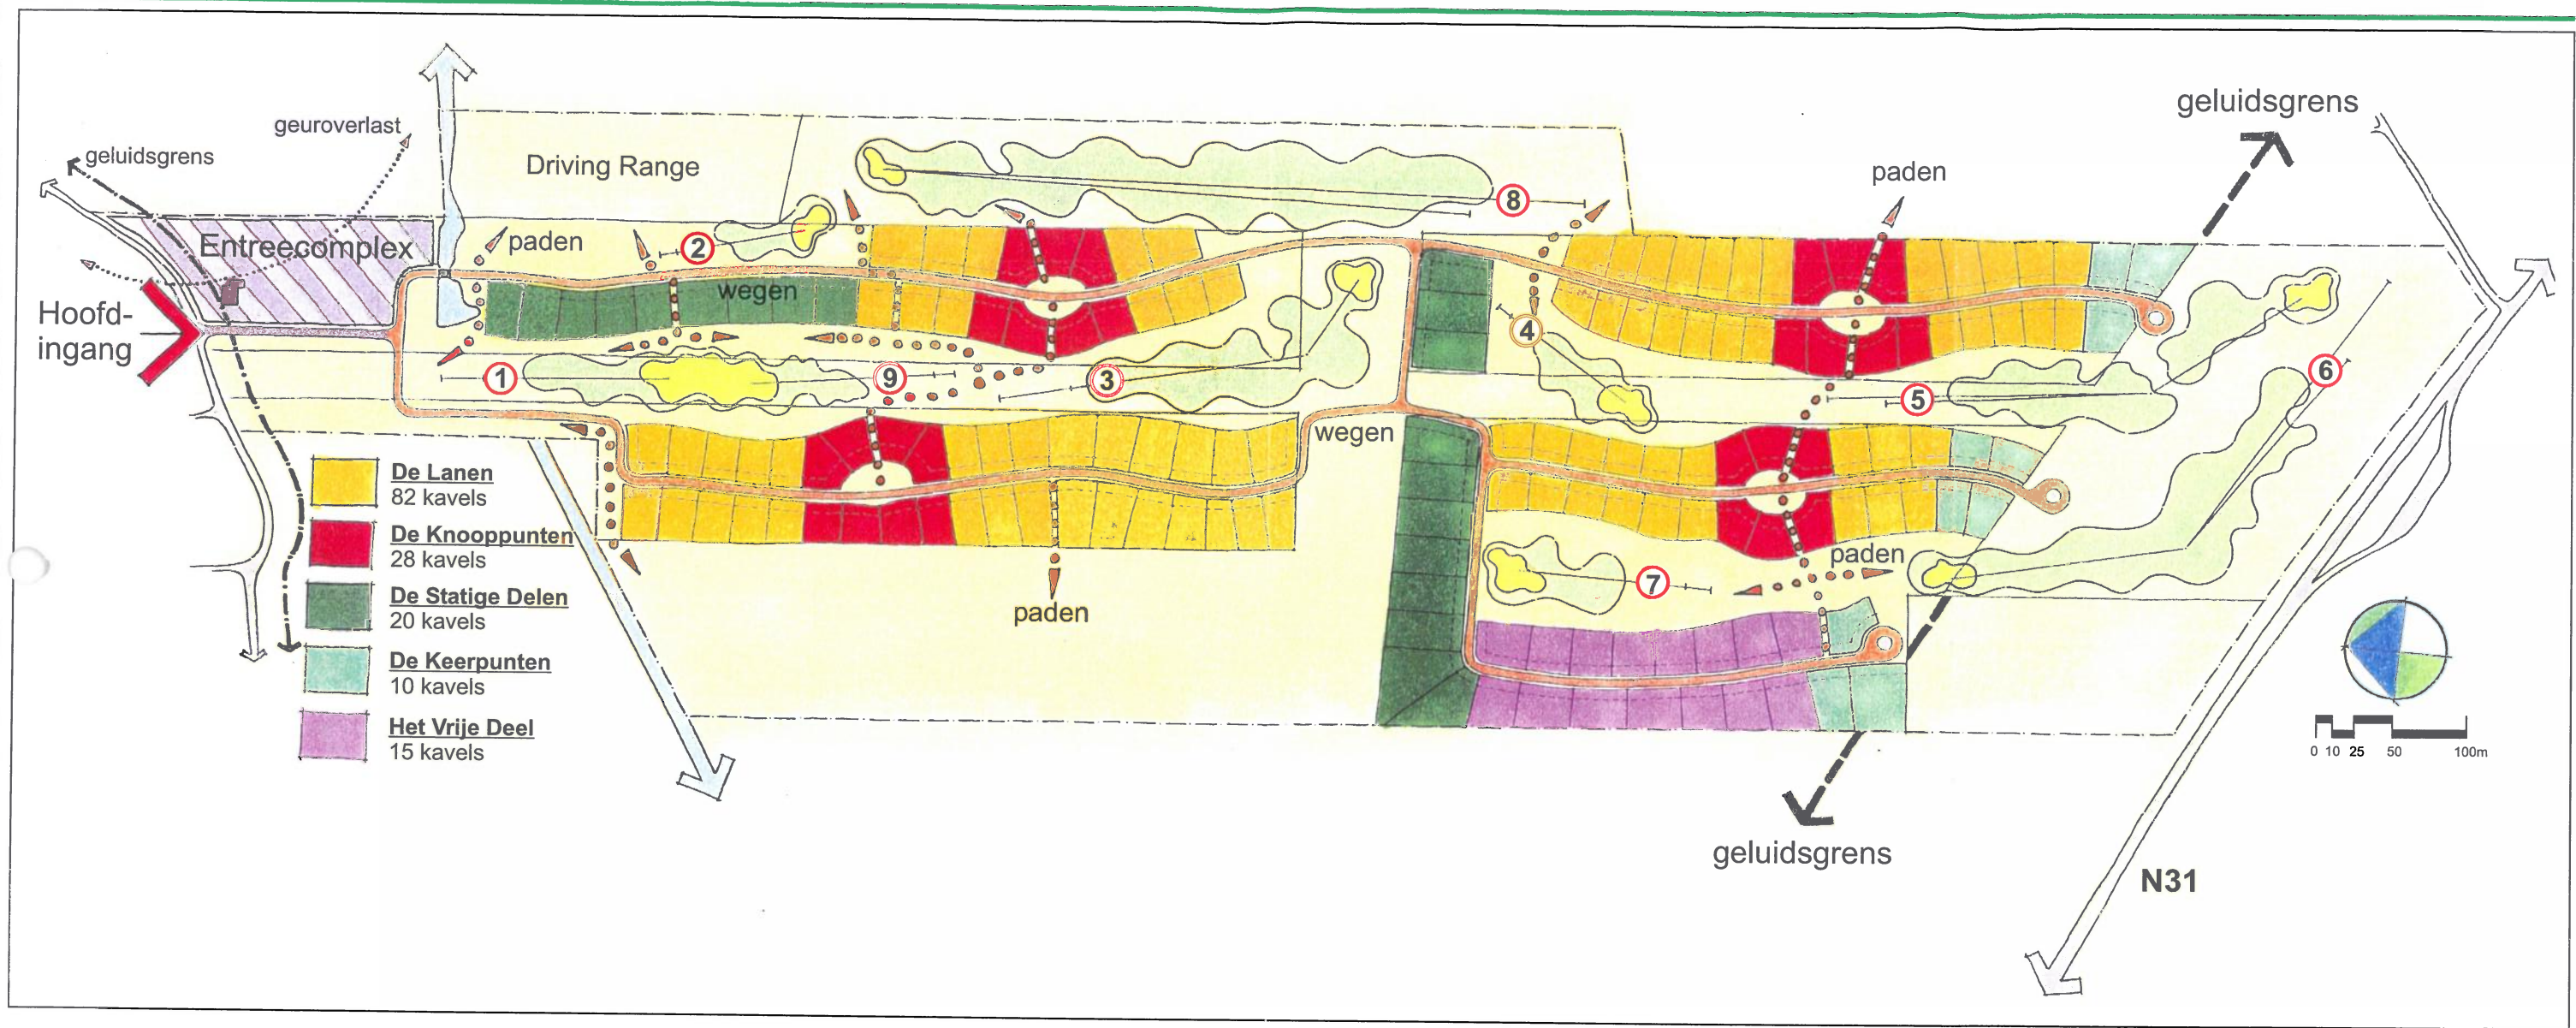 geluidsgrens
geuroverlast
geluidsgrens
Driving Range
paden
8
Entreecomplex
paden
2
wegen
Hoofd-
ingang
4
1
9
3
5
6
wegen
De Lanen
82 kavels
De Knooppunten
28 kavels
De Statige Delen
20 kavels
De Keerpunten
10 kavels
Het Vrije Deel
15 kavels
paden
7
paden
0 10 25 50 100m
geluidsgrens
N31